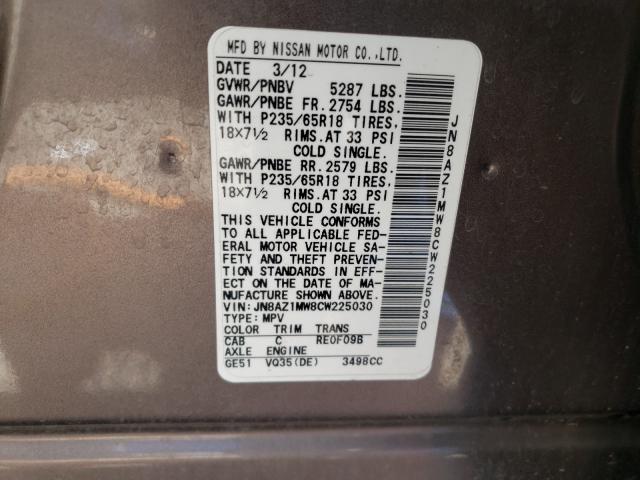 MFD BY NISSAN MOTOR CO.,LTD.
DATE 3/12
GVWR/PNBV 5287 LBS.
GAWR/PNBE FR. 2754 LBS.
WITH P235/65R18 TIRES,
18X7½ RIMS. AT 33 PSI
COLD SINGLE.
GAWR/PNBE RR. 2579 LBS.
WITH P235/65R18 TIRES,
18X7½ RIMS. AT 33 PSI
COLD SINGLE.
THIS VEHICLE CONFORMS
TO ALL APPLICABLE FED-
ERAL MOTOR VEHICLE SA-
FETY AND THEFT PREVEN-
TION STANDARDS IN EFF-
ECT ON THE DATE OF MA-
NUFACTURE SHOWN ABOVE.
VIN: JN8AZ1MW8CW225030
TYPE: MPV
COLOR TRIM TRANS
CAB C RE0F09B
AXLE ENGINE
GE51 VQ35(DE) 3498CC
JN8AZ1MW8CW225030